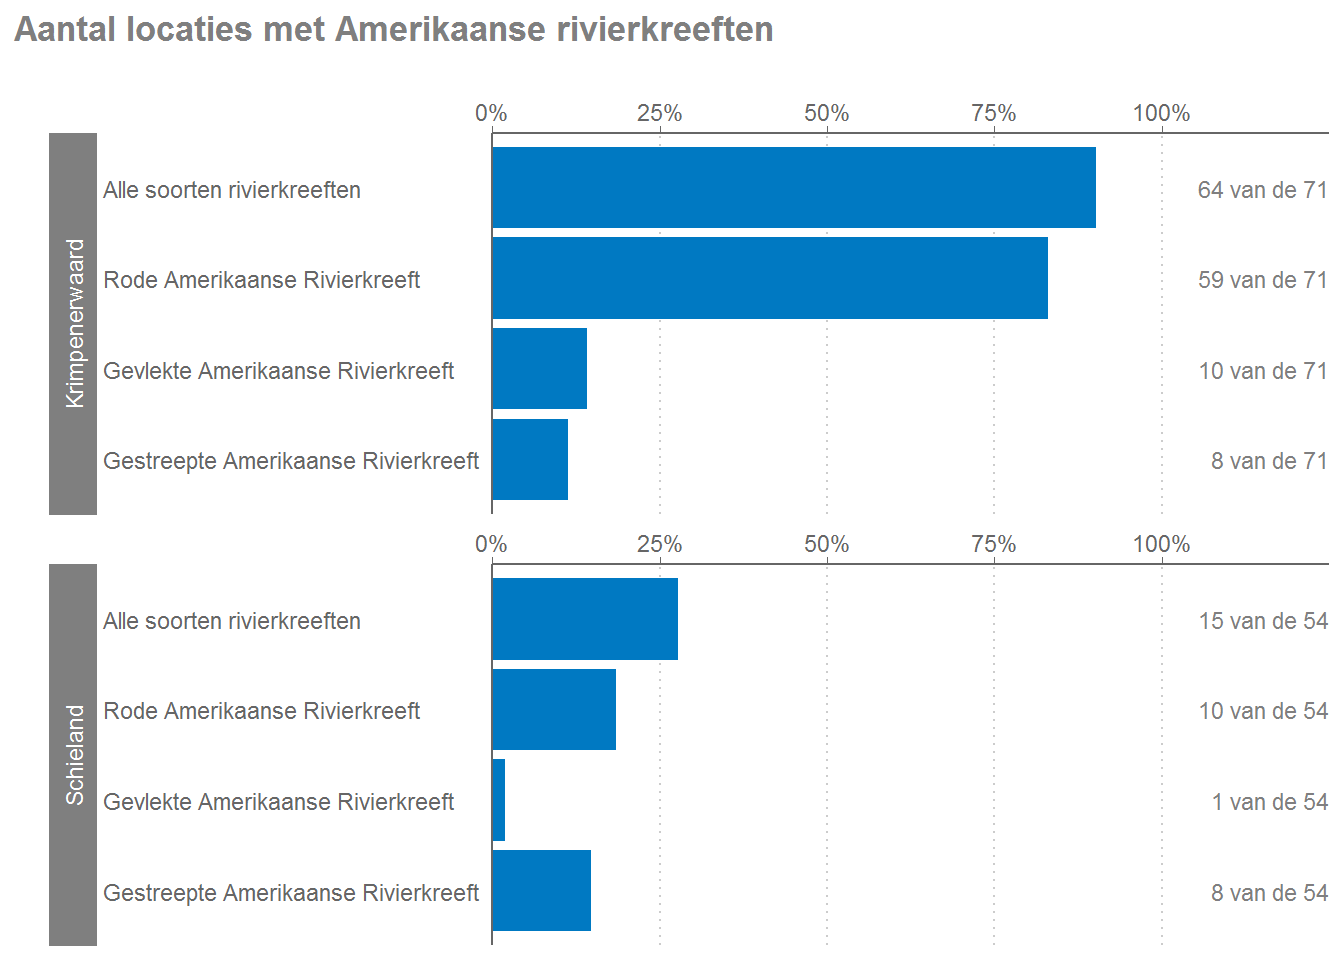 Aantal locaties met Amerikaanse rivierkreeften
0% 25% 50% 75% 100%
Krimpenerwaard
Alle soorten rivierkreeften 64 van de 71
Rode Amerikaanse Rivierkreeft 59 van de 71
Gevlekte Amerikaanse Rivierkreeft 10 van de 71
Gestreepte Amerikaanse Rivierkreeft 8 van de 71
0% 25% 50% 75% 100%
Schieland
Alle soorten rivierkreeften 15 van de 54
Rode Amerikaanse Rivierkreeft 10 van de 54
Gevlekte Amerikaanse Rivierkreeft 1 van de 54
Gestreepte Amerikaanse Rivierkreeft 8 van de 54